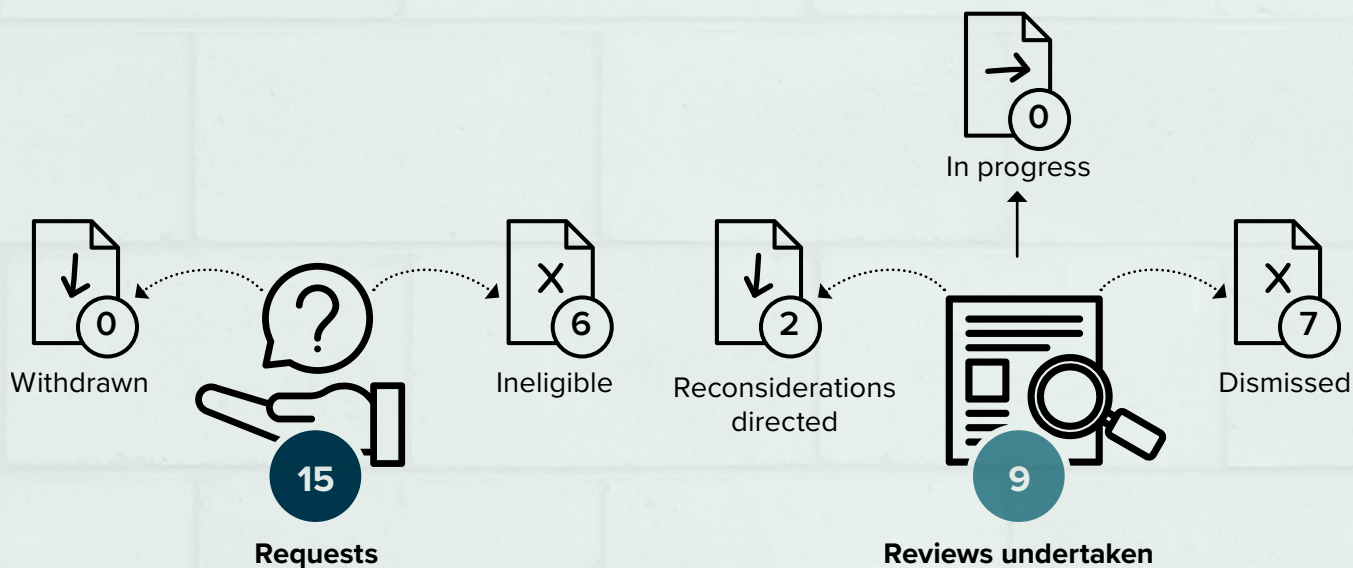 0
In progress
0
Withdrawn
?
6
Ineligible
2
Reconsiderations
directed
7
Dismissed
15
Requests
9
Reviews undertaken